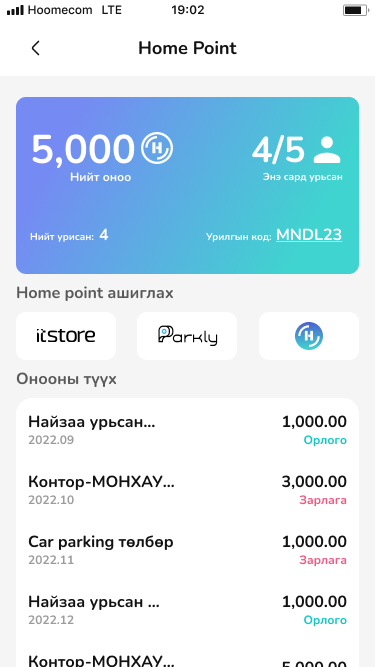 Hoomecom LTE 19:02
Home Point
5,000 H 4/5
Нийт оноо Энэ сард урьсан
Нийт урисан: 4 Урилгын код: MNDL23
Home point ашиглах
itstore Parkly H
Онооны түүх
Найзаа урьсан... 1,000.00
2022.09 Орлого
Контор-МОНХАУ... 3,000.00
2022.10 Зарлага
Car parking төлбөр 1,000.00
2022.11 Зарлага
Найзаа урьсан ... 1,000.00
2022.12 Орлого
Контор-МОНХАУ... 5,000.00